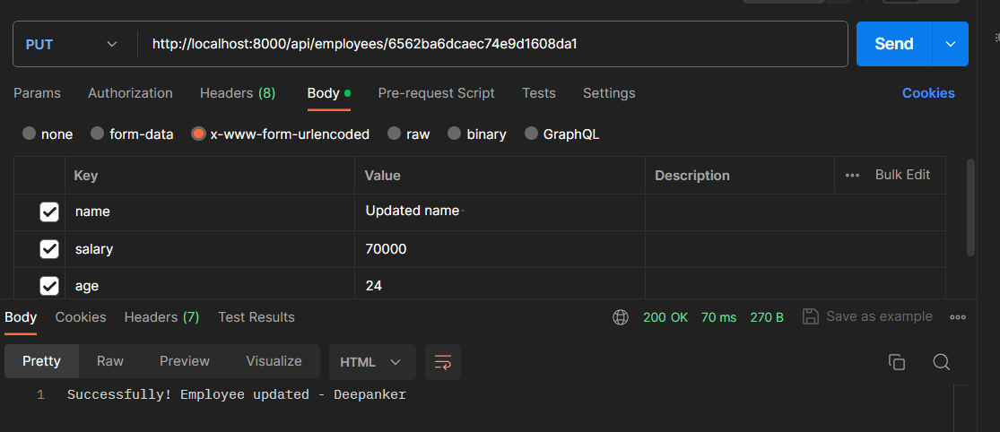 PUT http://localhost:8000/api/employees/6562ba6dcaec74e9d1608da1 Send
Params Authorization Headers (8) Body Pre-request Script Tests Settings Cookies
none form-data x-www-form-urlencoded raw binary GraphQL
Key Value Description Bulk Edit
name Updated name
salary 70000
age 24
Body Cookies Headers (7) Test Results 200 OK 70 ms 270 B Save as example
Pretty Raw Preview Visualize HTML
1 Successfully! Employee updated - Deepanker